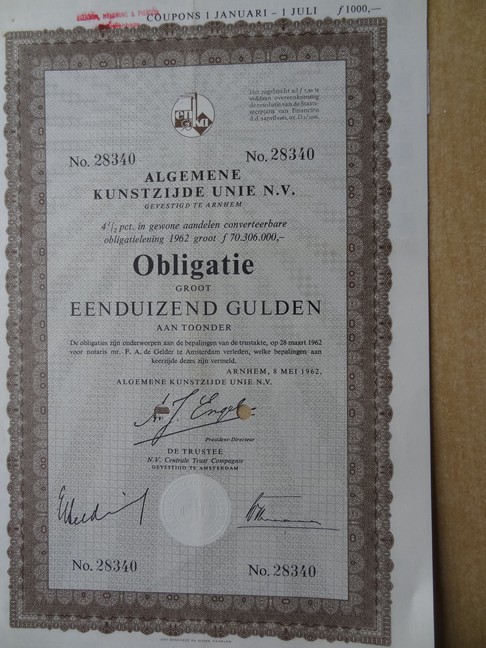 COUPONS 1 JANUARI – 1 JULI f 1000,—
No. 28340 No. 28340
ALGEMENE
KUNSTZIJDE UNIE N.V.
GEVESTIGD TE ARNHEM
4 1/2 pct. in gewone aandelen converteerbare
obligatielening 1962 groot f 70.306.000,–
Obligatie
GROOT
EENDUIZEND GULDEN
AAN TOONDER
De obligaties zijn onderworpen aan de bepalingen van de trustakte, op 28 maart 1962
voor notaris mr. F. A. de Gelder te Amsterdam verleden, welke bepalingen aan
keerzijde dezes zijn vermeld.
ARNHEM, 8 MEI 1962,
ALGEMENE KUNSTZIJDE UNIE N.V.
President-Directeur
DE TRUSTEE
N.V. Centrale Trust Compagnie
GEVESTIGD TE AMSTERDAM
No. 28340 No. 28340